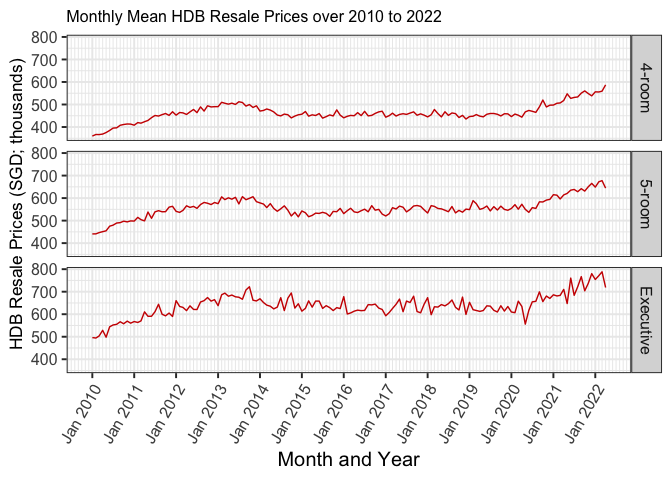 Monthly Mean HDB Resale Prices over 2010 to 2022
HDB Resale Prices (SGD; thousands)
800
700
600
500
400
4-room
800
700
600
500
400
5-room
800
700
600
500
400
Executive
Jan 2010
Jan 2011
Jan 2012
Jan 2013
Jan 2014
Jan 2015
Jan 2016
Jan 2017
Jan 2018
Jan 2019
Jan 2020
Jan 2021
Jan 2022
Month and Year